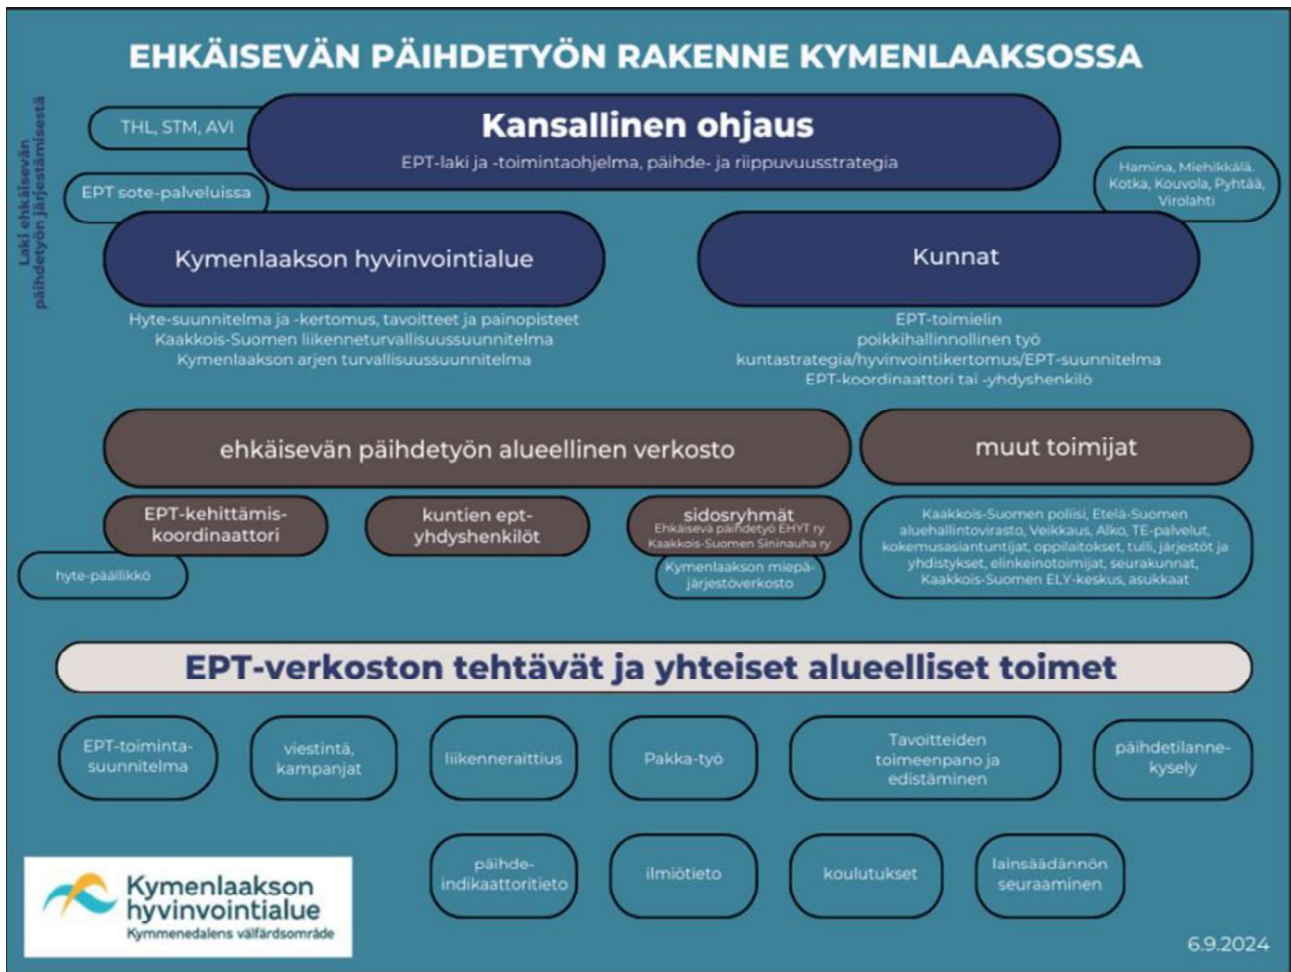 EHKÄISEVÄN PÄIHDETYÖN RAKENNE KYMENLAAKSOSSA
Laki ehkäisevän
päihdetyön järjestämisestä
THL, STM, AVI
Kansallinen ohjaus
EPT-laki ja -toimintaohjelma, päihde- ja riippuvuusstrategia
EPT sote-palveluissa
Hamina, Miehikkälä.
Kotka, Kouvola, Pyhtää,
Virolahti
Kymenlaakson hyvinvointialue
Kunnat
Hyte-suunnitelma ja -kertomus, tavoitteet ja painopisteet
Kaakkois-Suomen liikenneturvallisuussuunnitelma
Kymenlaakson arjen turvallisuussuunnitelma
EPT-toimielin
poikkihallinnollinen työ
kuntastrategia/hyvinvointikertomus/EPT-suunnitelma
EPT-koordinaattori tai -yhdyshenkilö
ehkäisevän päihdetyön alueellinen verkosto
muut toimijat
EPT-kehittämis-
koordinaattori
kuntien ept-
yhdyshenkilöt
sidosryhmät
Ehkäisevä päihdetyö EHYT ry
Kaakkois-Suomen Sininauha ry
Kaakkois-Suomen poliisi, Etelä-Suomen
aluehallintovirasto, Veikkaus, Alko, TE-palvelut,
kokemusasiantuntijat, oppilaitokset, tulli, järjestöt ja
yhdistykset, elinkeinotoimijat, seurakunnat,
Kaakkois-Suomen ELY-keskus, asukkaat
hyte-päällikkö
Kymenlaakson miepä-
järjestöverkosto
EPT-verkoston tehtävät ja yhteiset alueelliset toimet
EPT-toiminta-
suunnitelma
viestintä,
kampanjat
liikenneraittius
Pakka-työ
Tavoitteiden
toimeenpano ja
edistäminen
päihdetilanne-
kysely
päihde-
indikaattoritieto
ilmiötieto
koulutukset
lainsäädännön
seuraaminen
Kymenlaakson
hyvinvointialue
Kymmenedalens välfärdsområde
6.9.2024